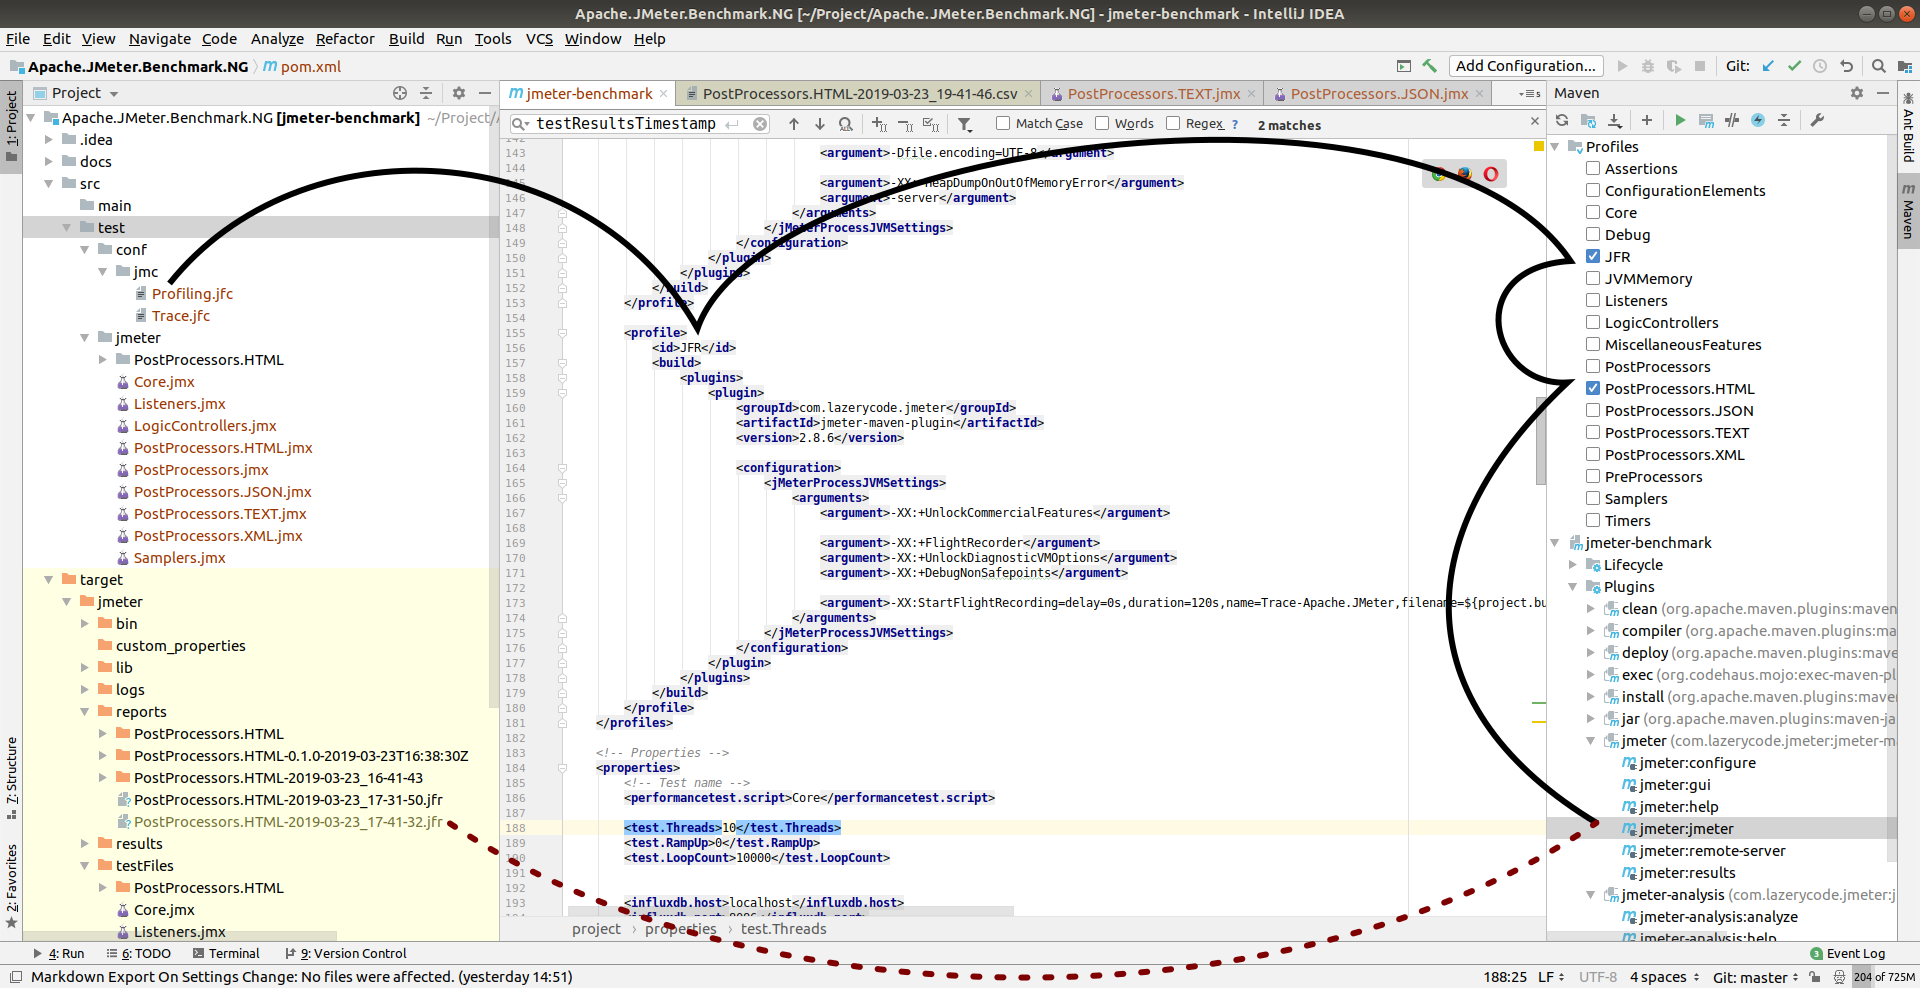 Apache.JMeter.Benchmark.NG [~/Project/Apache.JMeter.Benchmark.NG] - jmeter-benchmark - IntelliJ IDEA
File Edit View Navigate Code Analyze Refactor Build Run Tools VCS Window Help
Apache.JMeter.Benchmark.NG pom.xml
Add Configuration... Git:
1: Project
7: Structure
2: Favorites
Project
Apache.JMeter.Benchmark.NG [jmeter-benchmark] ~/Project/
.idea
docs
src
main
test
conf
jmc
Profiling.jfc
Trace.jfc
jmeter
PostProcessors.HTML
Core.jmx
Listeners.jmx
LogicControllers.jmx
PostProcessors.HTML.jmx
PostProcessors.jmx
PostProcessors.JSON.jmx
PostProcessors.TEXT.jmx
PostProcessors.XML.jmx
Samplers.jmx
target
jmeter
bin
custom_properties
lib
logs
reports
PostProcessors.HTML
PostProcessors.HTML-0.1.0-2019-03-23T16:38:30Z
PostProcessors.HTML-2019-03-23_16-41-43
PostProcessors.HTML-2019-03-23_17-31-50.jfr
PostProcessors.HTML-2019-03-23_17-41-32.jfr
results
testFiles
PostProcessors.HTML
Core.jmx
Listeners.jmx
jmeter-benchmark PostProcessors.HTML-2019-03-23_19-41-46.csv PostProcessors.TEXT.jmx PostProcessors.JSON.jmx
testResultsTimestamp Match Case Words Regex ? 2 matches
143 <argument>-Dfile.encoding=UTF-8</argument>
144
<argument>-XX:+HeapDumpOnOutOfMemoryError</argument>
146 <argument>-server</argument>
147 </arguments>
148 </jMeterProcessJVMSettings>
149 </configuration>
150 </plugin>
151 </plugins>
152 </build>
153 </profile>
154
155 <profile>
156 <id>JFR</id>
157 <build>
158 <plugins>
159 <plugin>
160 <groupId>com.lazerycode.jmeter</groupId>
161 <artifactId>jmeter-maven-plugin</artifactId>
162 <version>2.8.6</version>
163
164 <configuration>
165 <jMeterProcessJVMSettings>
166 <arguments>
167 <argument>-XX:+UnlockCommercialFeatures</argument>
168
169 <argument>-XX:+FlightRecorder</argument>
170 <argument>-XX:+UnlockDiagnosticVMOptions</argument>
171 <argument>-XX:+DebugNonSafepoints</argument>
172
173 <argument>-XX:StartFlightRecording=delay=0s,duration=120s,name=Trace-Apache.JMeter,filename=${project.bu
174 </arguments>
175 </jMeterProcessJVMSettings>
176 </configuration>
177 </plugin>
178 </plugins>
179 </build>
180 </profile>
181 </profiles>
182
183 <!-- Properties -->
184 <properties>
185 <!-- Test name -->
186 <performancetest.script>Core</performancetest.script>
187
188 <test.Threads>10</test.Threads>
189 <test.RampUp>0</test.RampUp>
190 <test.LoopCount>10000</test.LoopCount>
191
192
193 <influxdb.host>localhost</influxdb.host>
project › properties › test.Threads
Maven
Profiles
Assertions
ConfigurationElements
Core
Debug
JFR
JVMMemory
Listeners
LogicControllers
MiscellaneousFeatures
PostProcessors
PostProcessors.HTML
PostProcessors.JSON
PostProcessors.TEXT
PostProcessors.XML
PreProcessors
Samplers
Timers
jmeter-benchmark
Lifecycle
Plugins
clean (org.apache.maven.plugins:maven
compiler (org.apache.maven.plugins:ma
deploy (org.apache.maven.plugins:mave
exec (org.codehaus.mojo:exec-maven-pl
install (org.apache.maven.plugins:maver
jar (org.apache.maven.plugins:maven-ja
jmeter (com.lazerycode.jmeter:jmeter-m
jmeter:configure
jmeter:gui
jmeter:help
jmeter:jmeter
jmeter:remote-server
jmeter:results
jmeter-analysis (com.lazerycode.jmeter:j
jmeter-analysis:analyze
jmeter-analysis:help
Ant Build
Maven
4: Run 6: TODO Terminal 9: Version Control 3 Event Log
Markdown Export On Settings Change: No files were affected. (yesterday 14:51) 188:25 LF UTF-8 4 spaces Git: master 204 of 725M